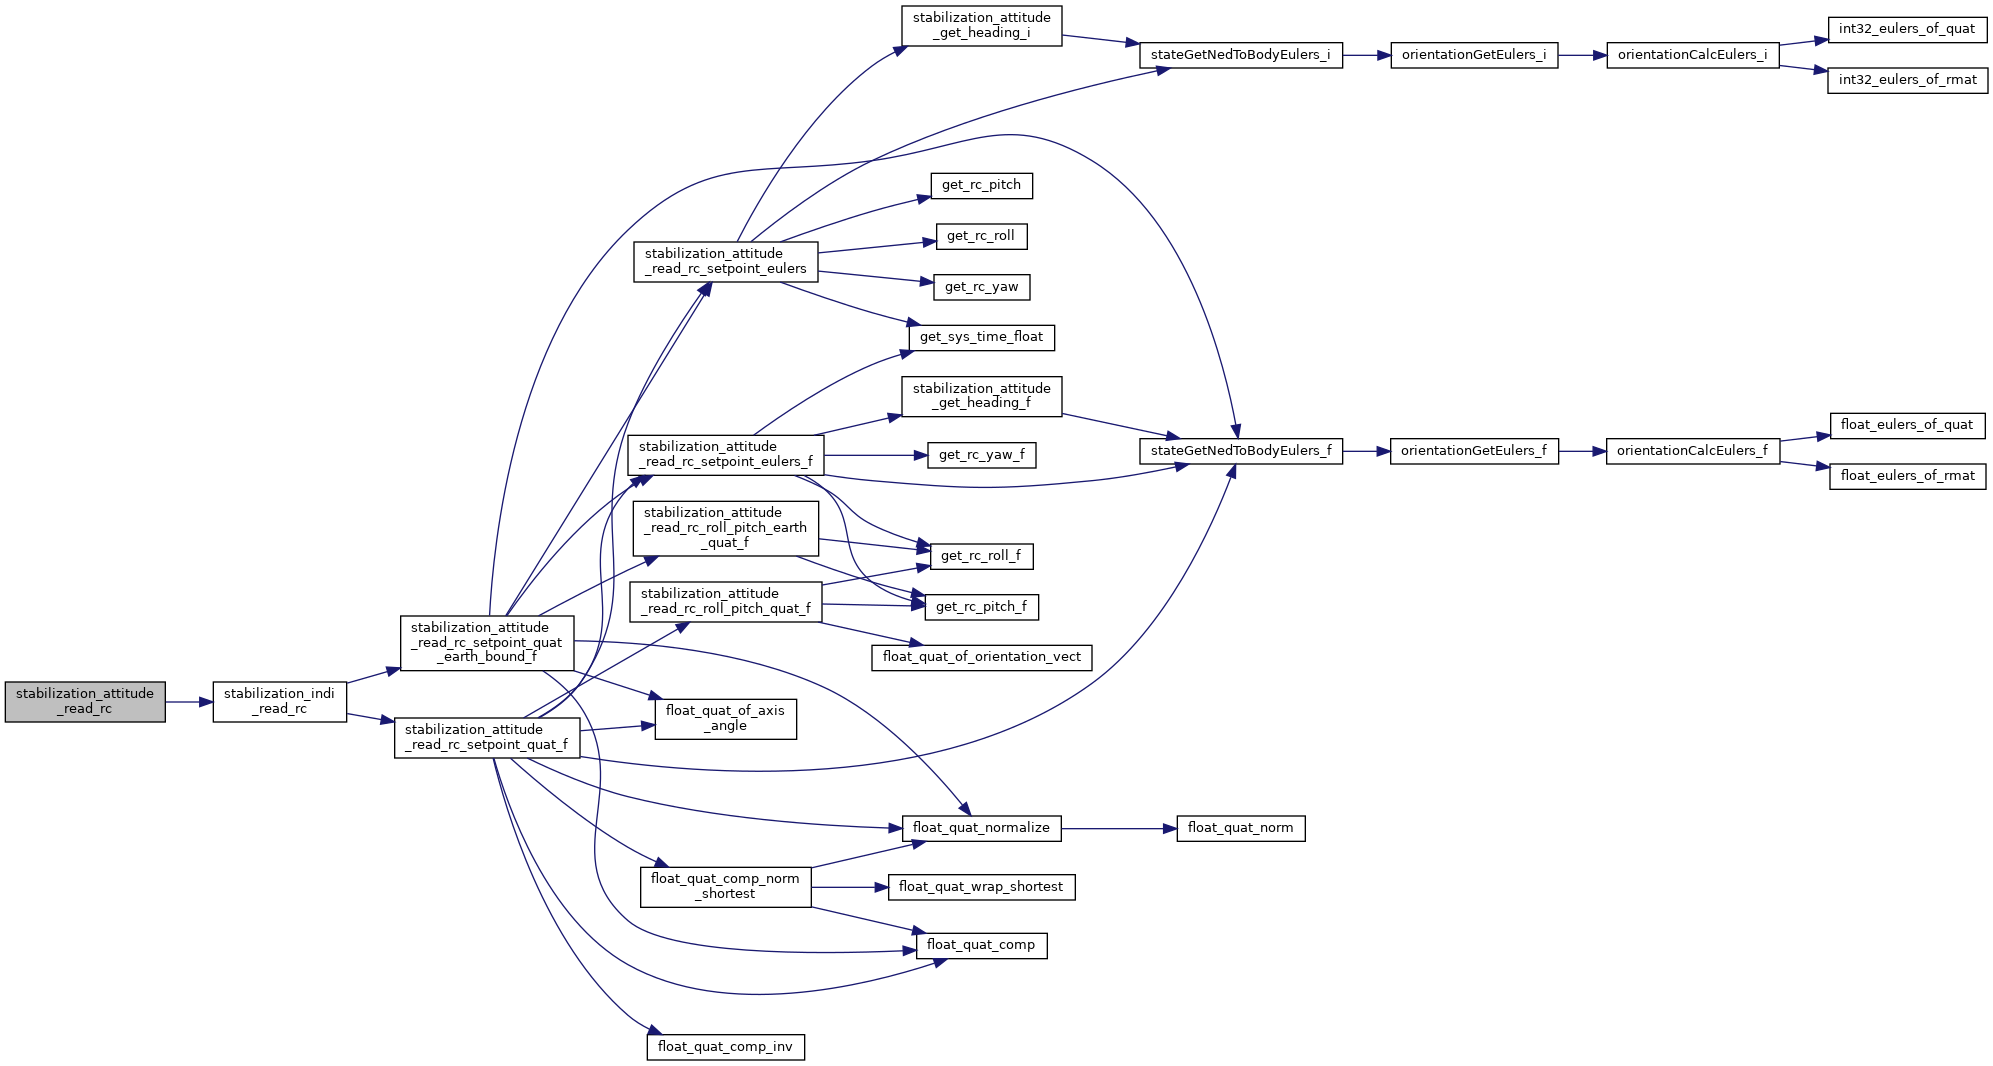 stabilization_attitude
_read_rc
stabilization_indi
_read_rc
stabilization_attitude
_read_rc_setpoint_quat
_earth_bound_f
stabilization_attitude
_read_rc_setpoint_quat_f
stabilization_attitude
_read_rc_setpoint_eulers
stabilization_attitude
_read_rc_setpoint_eulers_f
stabilization_attitude
_read_rc_roll_pitch_earth
_quat_f
stabilization_attitude
_read_rc_roll_pitch_quat_f
float_quat_of_axis
_angle
float_quat_comp_norm
_shortest
float_quat_comp_inv
stabilization_attitude
_get_heading_i
get_rc_pitch
get_rc_roll
get_rc_yaw
get_sys_time_float
stabilization_attitude
_get_heading_f
get_rc_yaw_f
get_rc_roll_f
get_rc_pitch_f
float_quat_of_orientation_vect
float_quat_normalize
float_quat_wrap_shortest
float_quat_comp
stateGetNedToBodyEulers_i
stateGetNedToBodyEulers_f
float_quat_norm
orientationGetEulers_i
orientationGetEulers_f
orientationCalcEulers_i
orientationCalcEulers_f
int32_eulers_of_quat
int32_eulers_of_rmat
float_eulers_of_quat
float_eulers_of_rmat